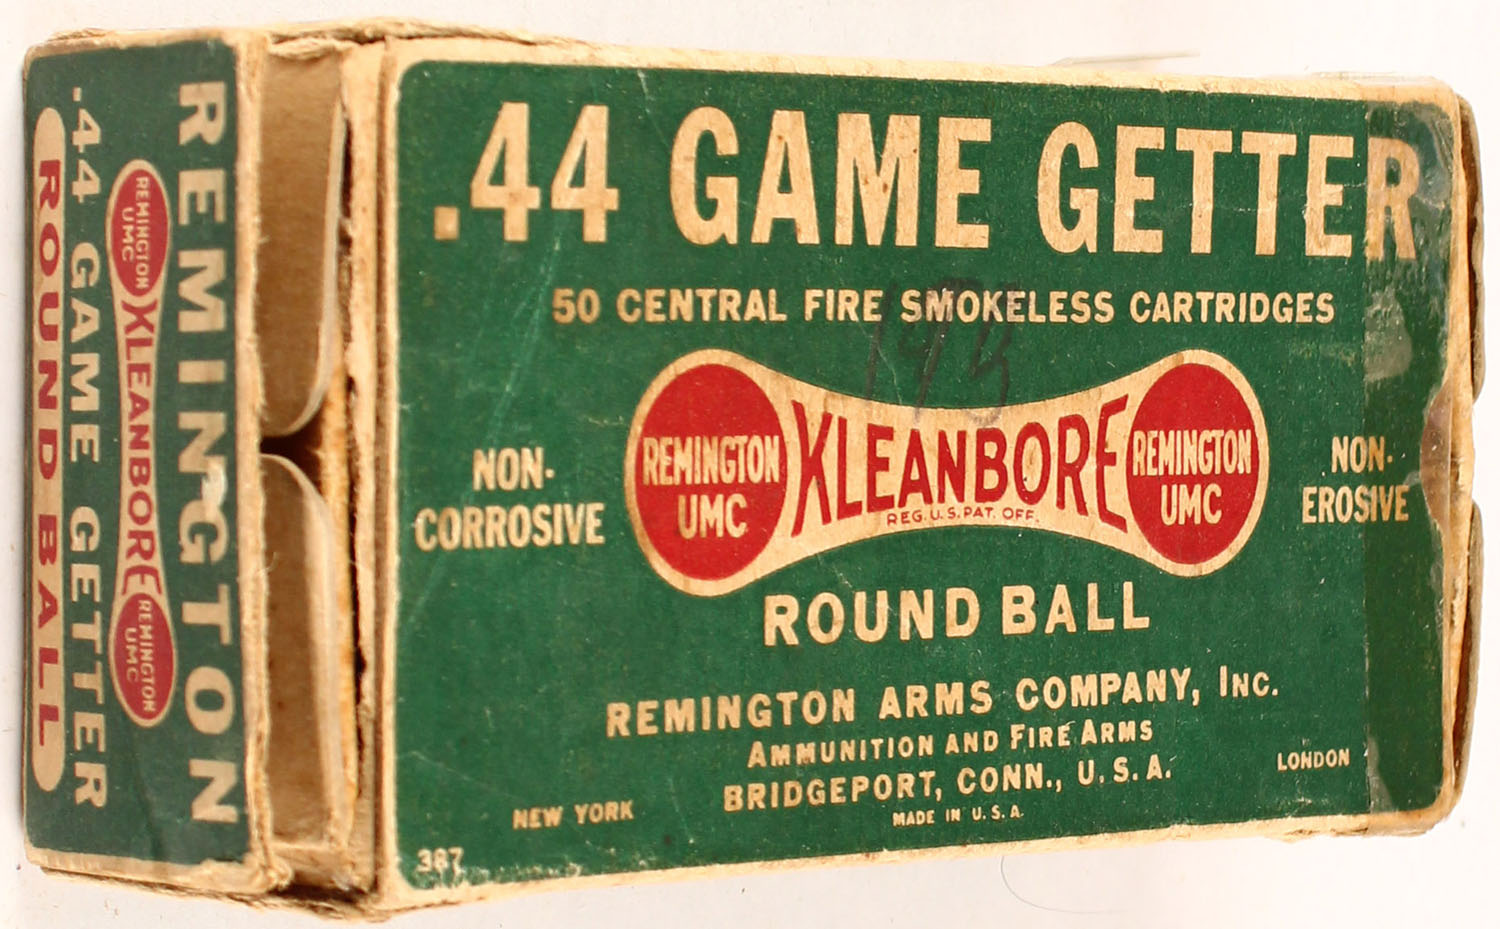 .44 GAME GETTER
50 CENTRAL FIRE SMOKELESS CARTRIDGES
NON-
CORROSIVE
REMINGTON
UMC
KLEANBORE
REG. U. S. PAT. OFF.
REMINGTON
UMC
NON-
EROSIVE
ROUND BALL
REMINGTON ARMS COMPANY, INC.
AMMUNITION AND FIRE ARMS
BRIDGEPORT, CONN., U. S. A.
NEW YORK
LONDON
MADE IN U. S. A.
387
REMINGTON
REMINGTON
UMC
KLEANBORE
REMINGTON
UMC
.44 GAME GETTER
ROUND BALL